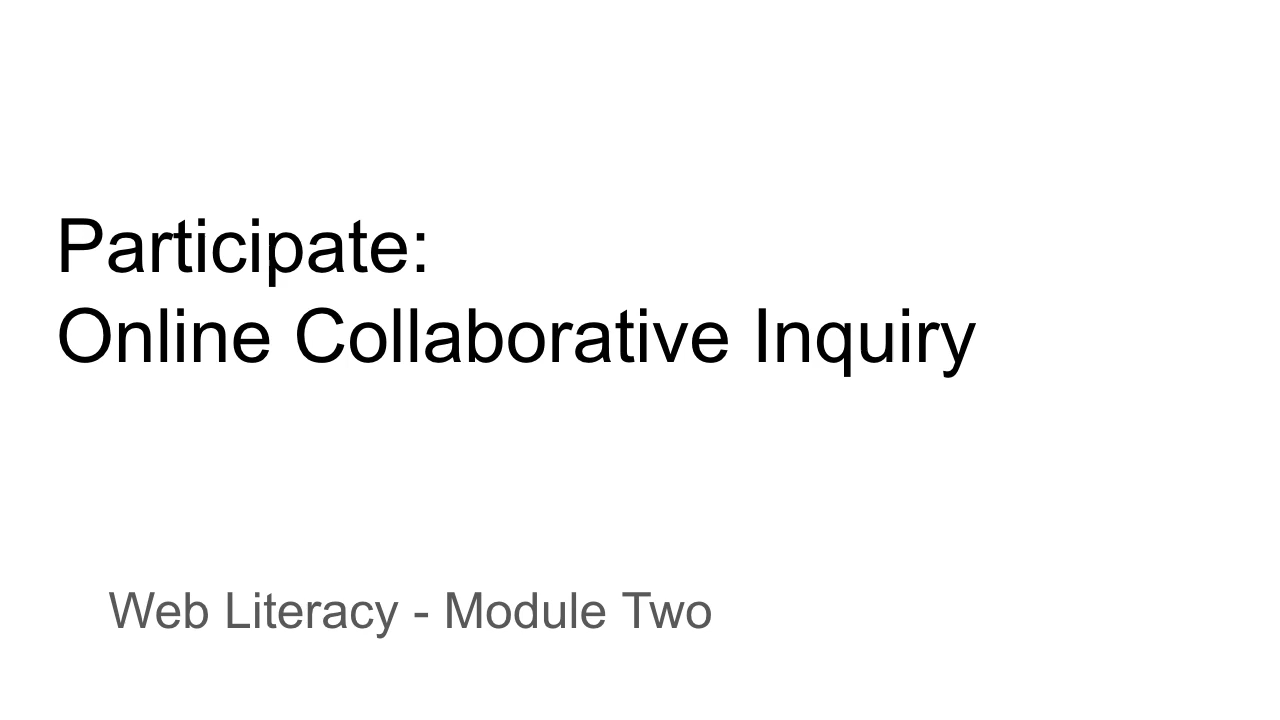 Participate:
Online Collaborative Inquiry
Web Literacy - Module Two